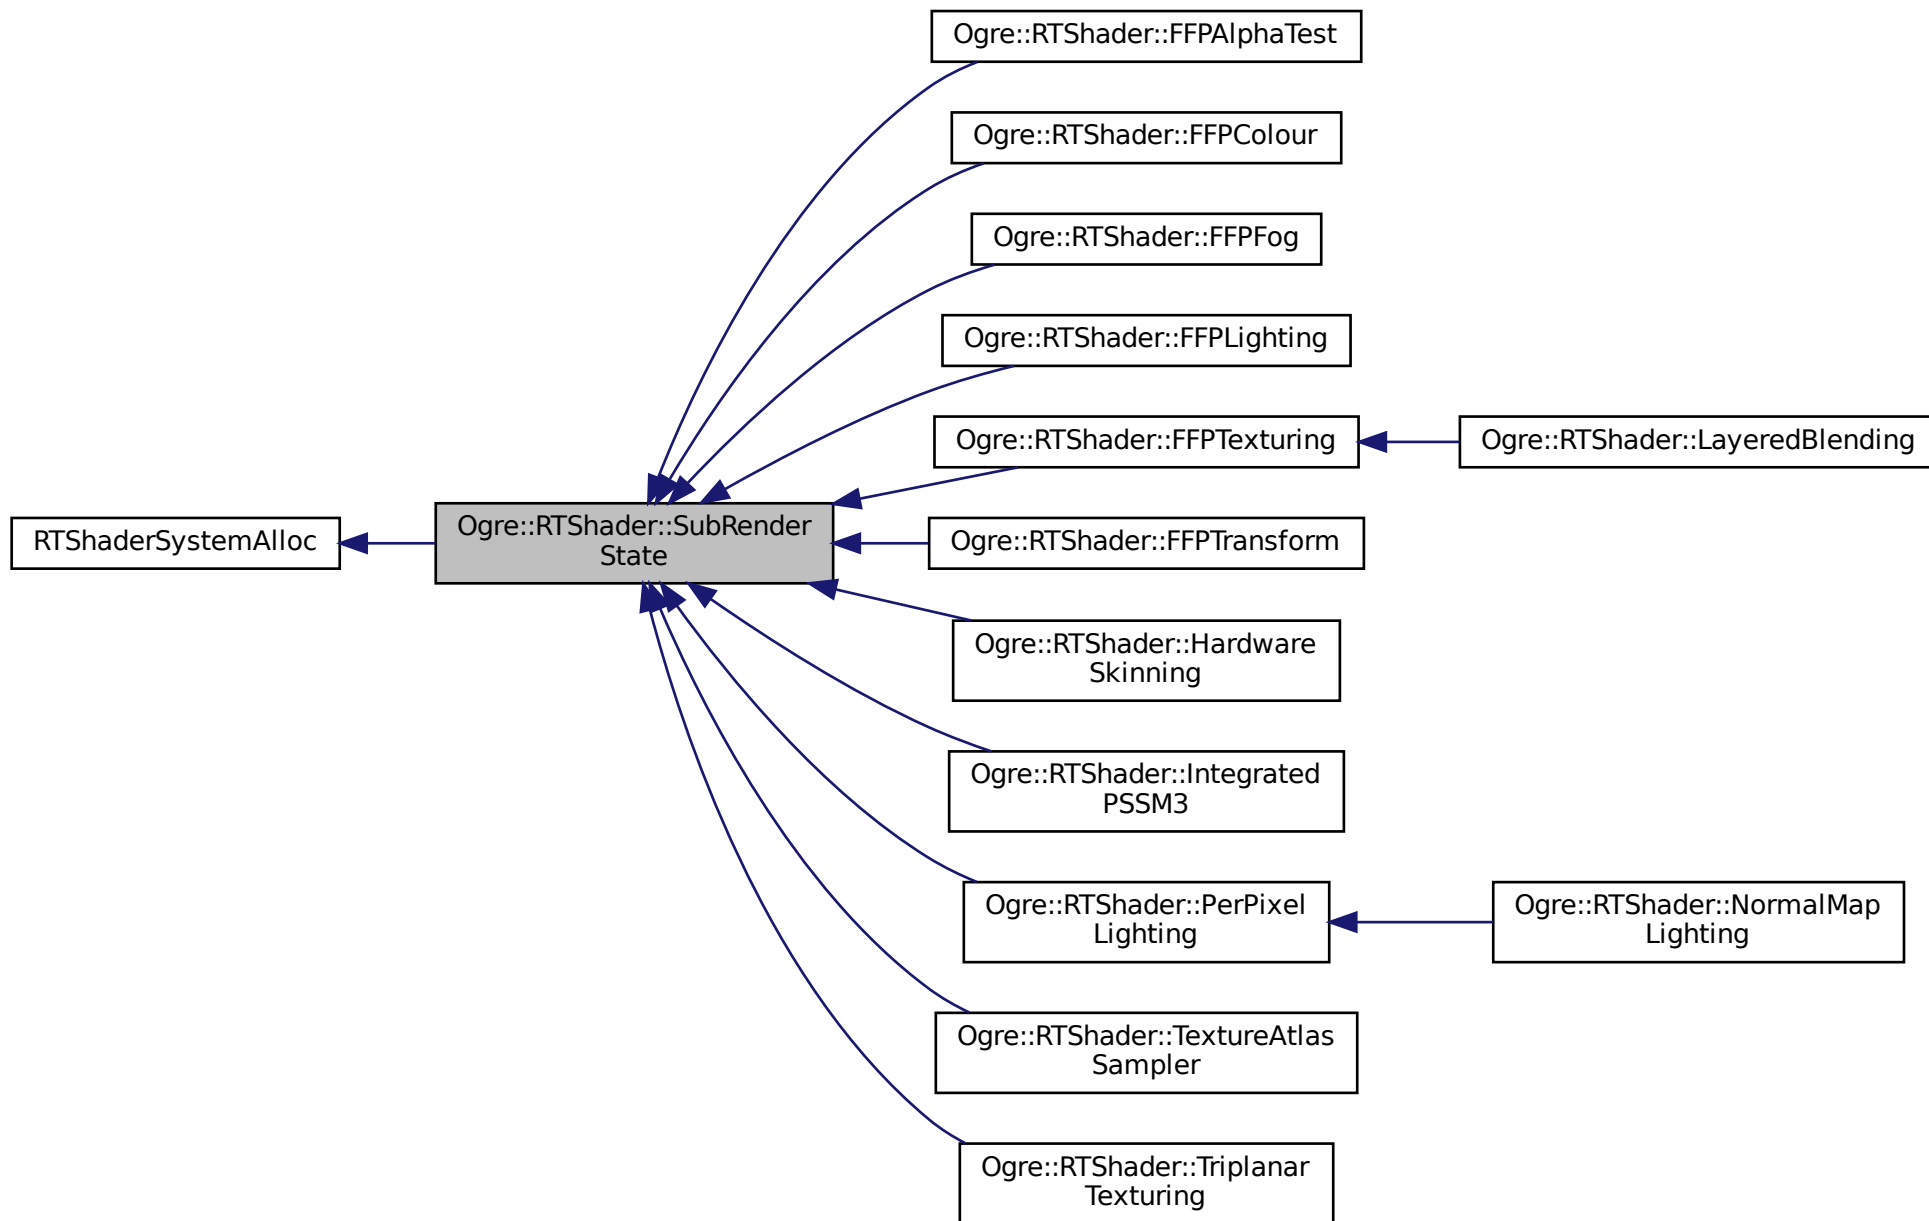 Ogre::RTShader::FFPAlphaTest
Ogre::RTShader::FFPColour
Ogre::RTShader::FFPFog
Ogre::RTShader::FFPLighting
Ogre::RTShader::FFPTexturing
Ogre::RTShader::LayeredBlending
RTShaderSystemAlloc
Ogre::RTShader::SubRender
State
Ogre::RTShader::FFPTransform
Ogre::RTShader::Hardware
Skinning
Ogre::RTShader::Integrated
PSSM3
Ogre::RTShader::PerPixel
Lighting
Ogre::RTShader::NormalMap
Lighting
Ogre::RTShader::TextureAtlas
Sampler
Ogre::RTShader::Triplanar
Texturing